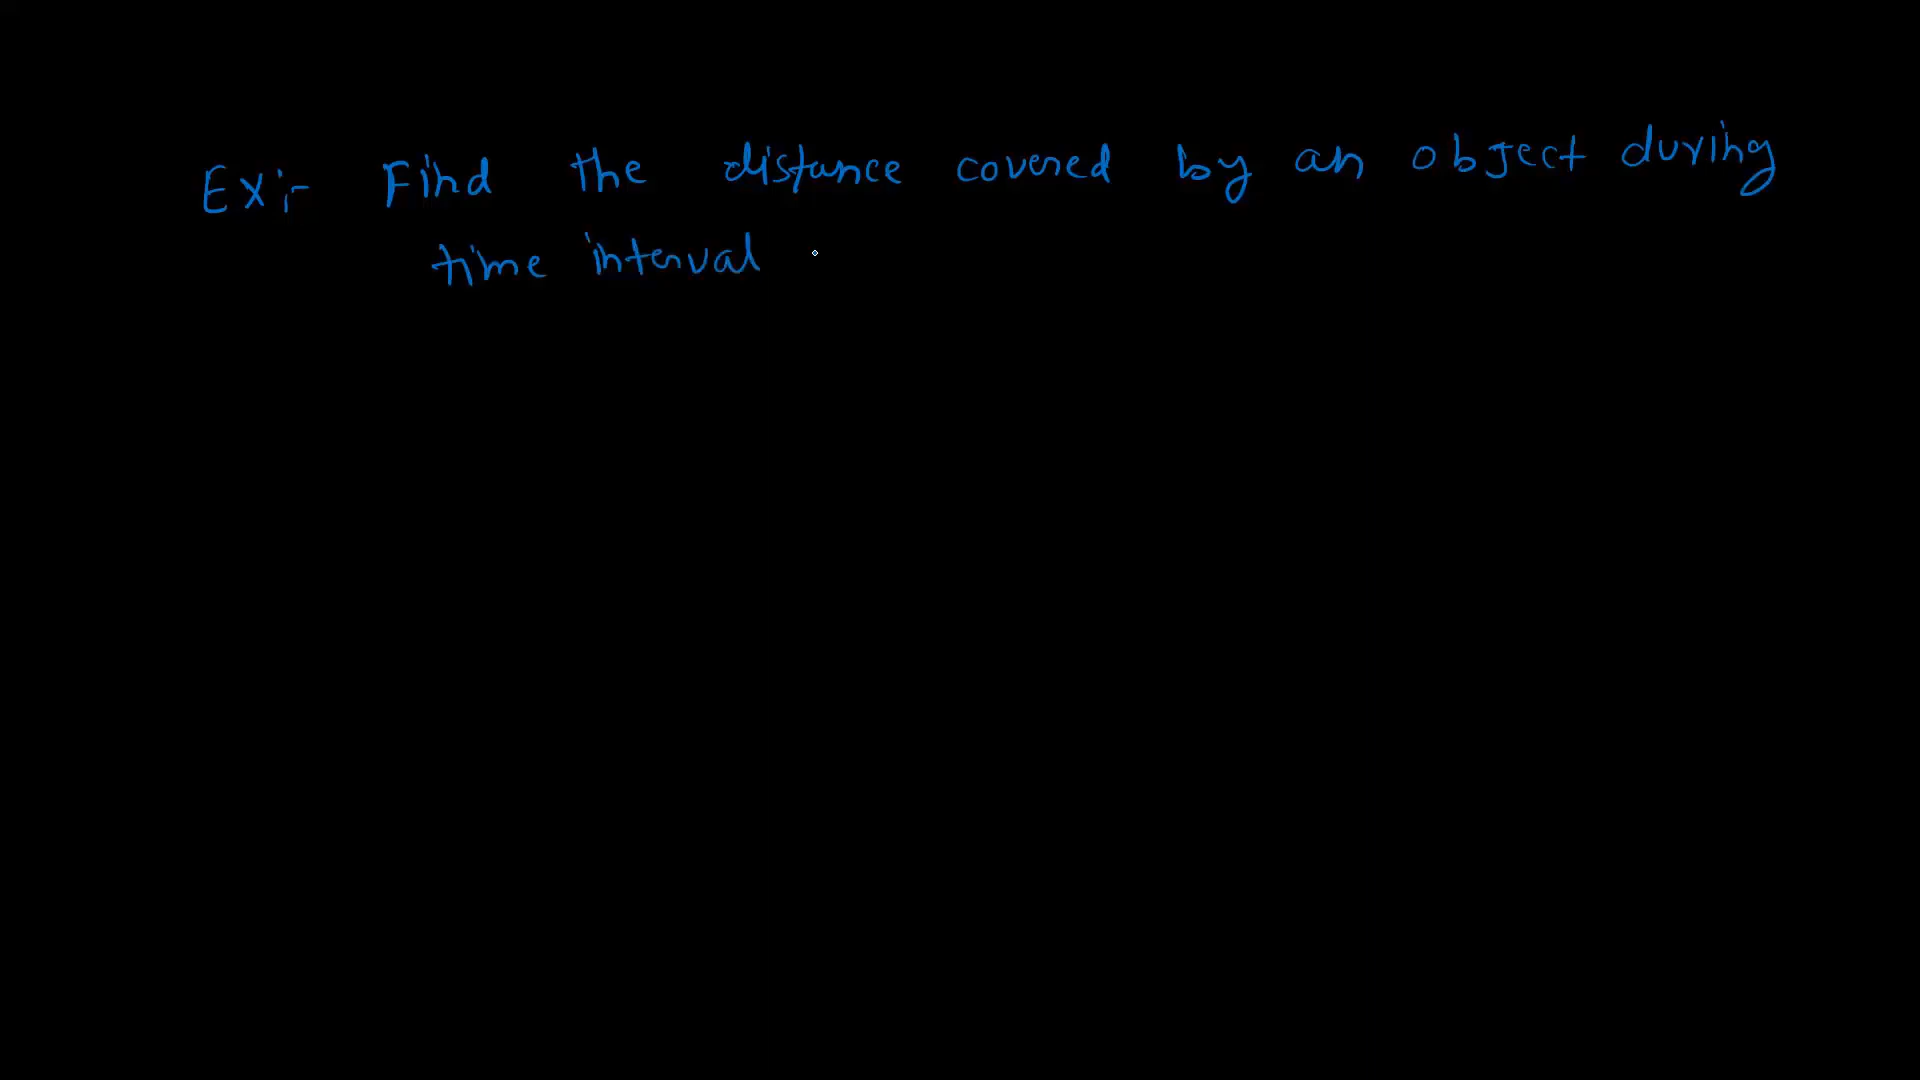 Ex:- Find the distance covered by an object during
time interval